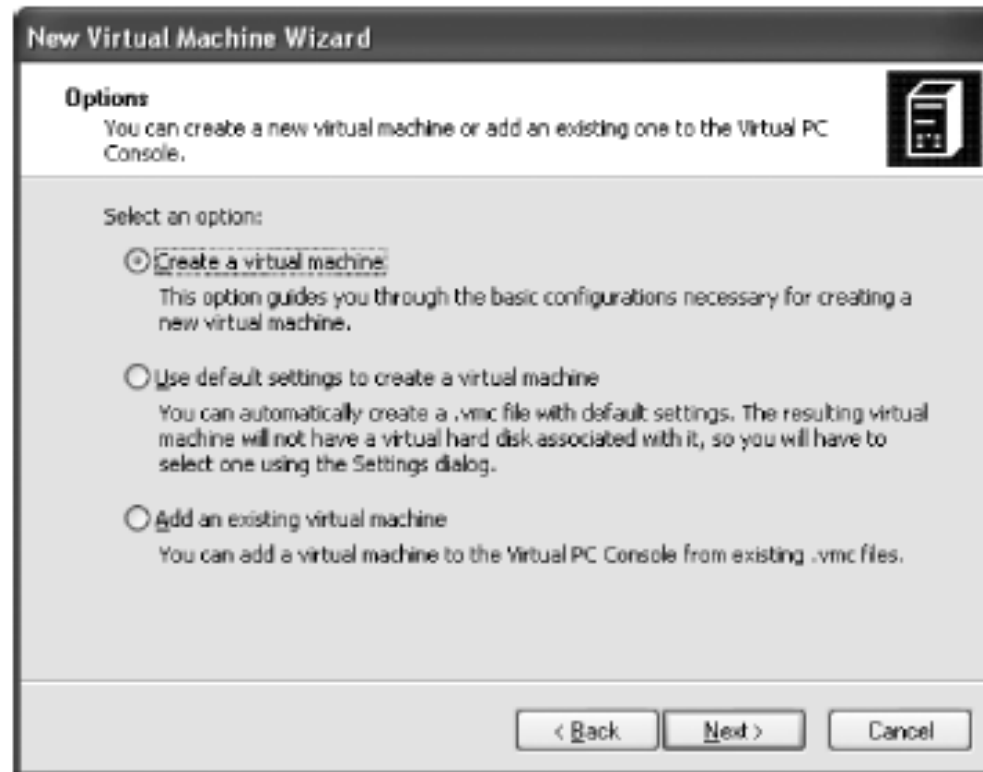 New Virtual Machine Wizard
Options
You can create a new virtual machine or add an existing one to the Virtual PC
Console.
Select an option:
Create a virtual machine
This option guides you through the basic configurations necessary for creating a
new virtual machine.
Use default settings to create a virtual machine
You can automatically create a .vmc file with default settings. The resulting virtual
machine will not have a virtual hard disk associated with it, so you will have to
select one using the Settings dialog.
Add an existing virtual machine
You can add a virtual machine to the Virtual PC Console from existing .vmc files.
< Back
Next >
Cancel